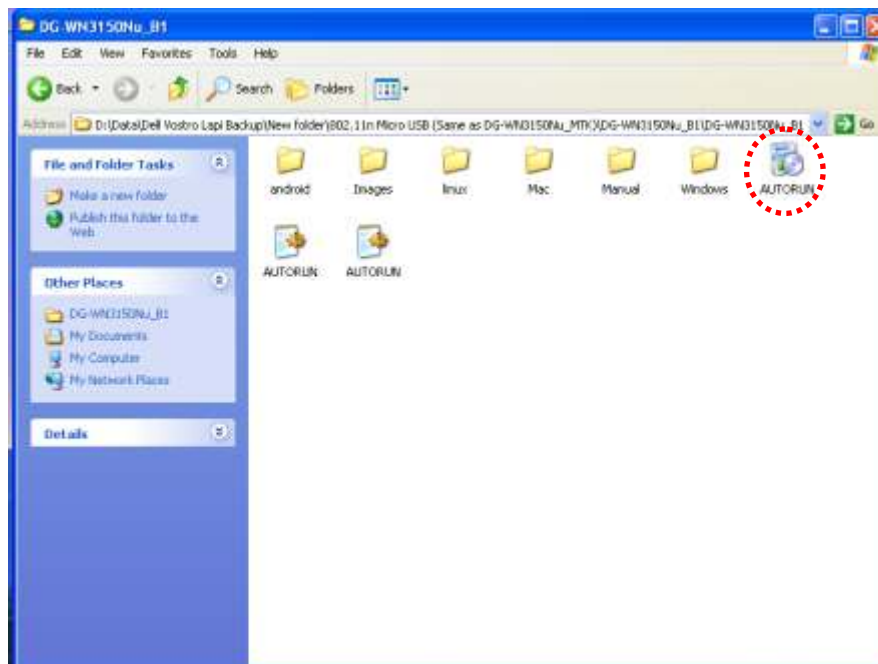 DG-WN3150Nu_B1
File Edit View Favorites Tools Help
Back Search Folders
Address D:\Data\Dell Vostro Lapi Backup\New folder\802.11n Micro USB (Same as DG-WN3150Nu_MTK)\DG-WN3150Nu_B1\DG-WN3150Nu_B1 Go
File and Folder Tasks
Make a new folder
Publish this folder to the
Web
Other Places
DG-WN3150Nu_B1
My Documents
My Computer
My Network Places
Details
android Images linux Mac Manual Windows AUTORUN
AUTORUN AUTORUN